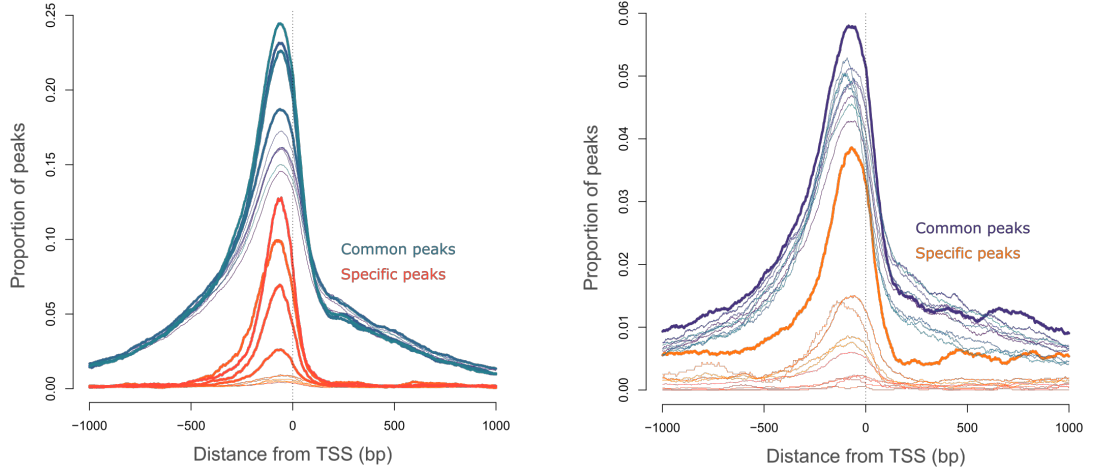 0.25
0.20
0.15
0.10
0.05
0.00
Proportion of peaks
Common peaks
Specific peaks
−1000 −500 0 500 1000
Distance from TSS (bp)
0.06
0.05
0.04
0.03
0.02
0.01
0.00
Proportion of peaks
Common peaks
Specific peaks
−1000 −500 0 500 1000
Distance from TSS (bp)